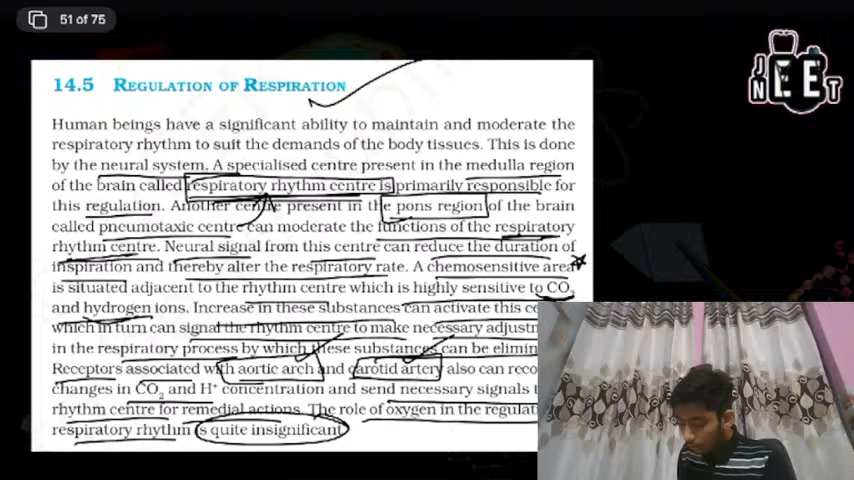 51 of 75
J
NEET
14.5 REGULATION OF RESPIRATION
Human beings have a significant ability to maintain and moderate the
respiratory rhythm to suit the demands of the body tissues. This is done
by the neural system. A specialised centre present in the medulla region
of the brain called respiratory rhythm centre is primarily responsible for
this regulation. Another centre present in the pons region of the brain
called pneumotaxic centre can moderate the functions of the respiratory
rhythm centre. Neural signal from this centre can reduce the duration of
inspiration and thereby alter the respiratory rate. A chemosensitive area
is situated adjacent to the rhythm centre which is highly sensitive to CO₂
and hydrogen ions. Increase in these substances can activate this
which in turn can signal the rhythm centre to make necessary
in the respiratory process by which these substances can be
Receptors associated with aortic arch and carotid artery also can
changes in CO₂ and H⁺ concentration and send necessary signals
rhythm centre for remedial actions. The role of oxygen in the
respiratory rhythm is quite insignificant